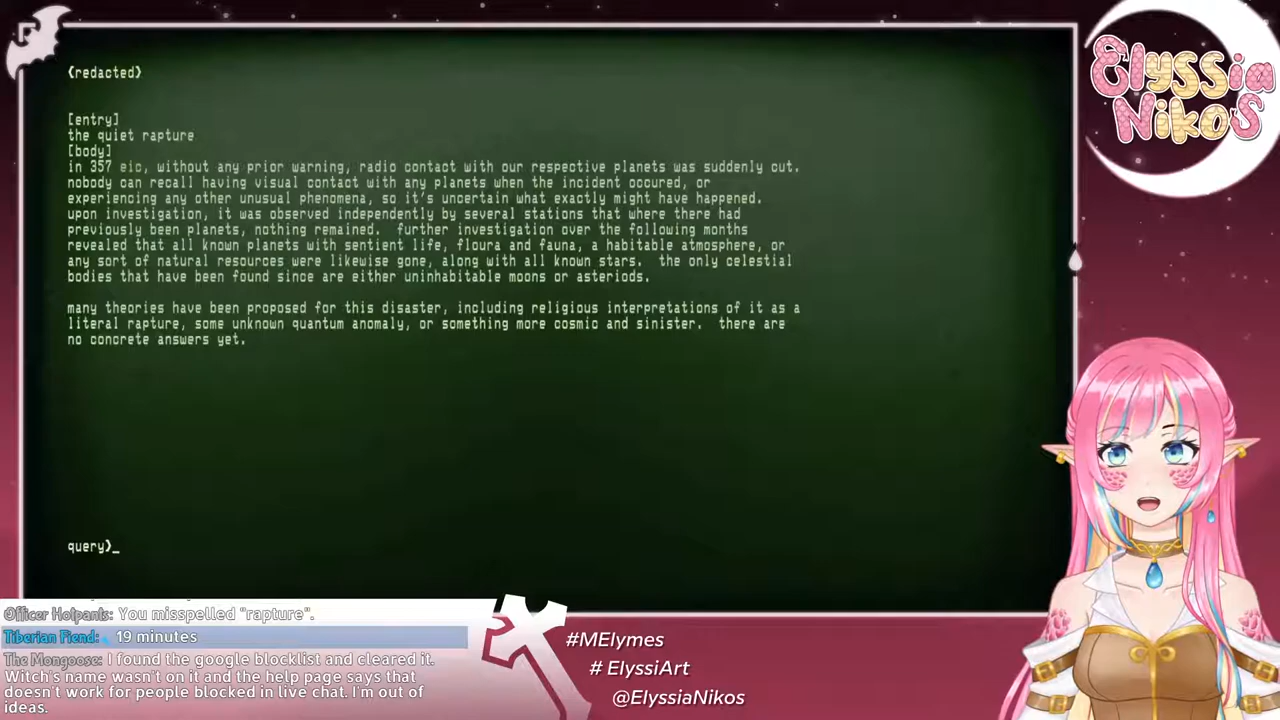 {redacted}
[entry]
the quiet rapture
[body]
in 357 eic, without any prior warning, radio contact with our respective planets was suddenly out.
nobody can recall having visual contact with any planets when the incident occured, or
experiencing any other unusual phenomena, so it's uncertain what exactly might have happened.
upon investigation, it was observed independently by several stations that where there had
previously been planets, nothing remained.  further investigation over the following months
revealed that all known planets with sentient life, floura and fauna, a habitable atmosphere, or
any sort of natural resources were likewise gone, along with all known stars.  the only celestial
bodies that have been found since are either uninhabitable moons or asteriods.
many theories have been proposed for this disaster, including religious interpretations of it as a
literal rapture, some unknown quantum anomaly, or something more cosmic and sinister.  there are
no concrete answers yet.
query)_
Elyssia
Nikos
Officer Holpants: You misspelled "rapture".
Tiberian Fiend: 19 minutes
The Mongoose: I found the google blocklist and cleared it.
Witch's name wasn't on it and the help page says that
doesn't work for people blocked in live chat. I'm out of
ideas.
#MElymes
# ElyssiArt
@ElyssiaNikos